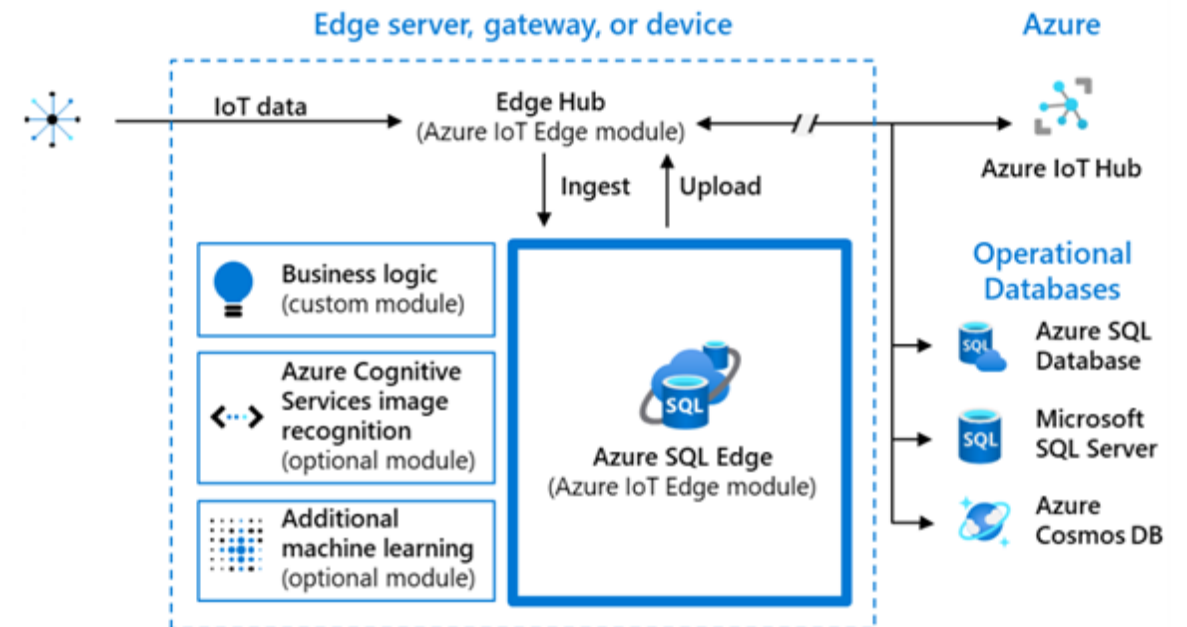 Edge server, gateway, or device
Azure
IoT data
Edge Hub
(Azure IoT Edge module)
Azure IoT Hub
Ingest
Upload
Business logic
(custom module)
Azure Cognitive
Services image
recognition
(optional module)
Additional
machine learning
(optional module)
SQL
Azure SQL Edge
(Azure IoT Edge module)
Operational
Databases
SQL
Azure SQL
Database
SQL
Microsoft
SQL Server
Azure
Cosmos DB